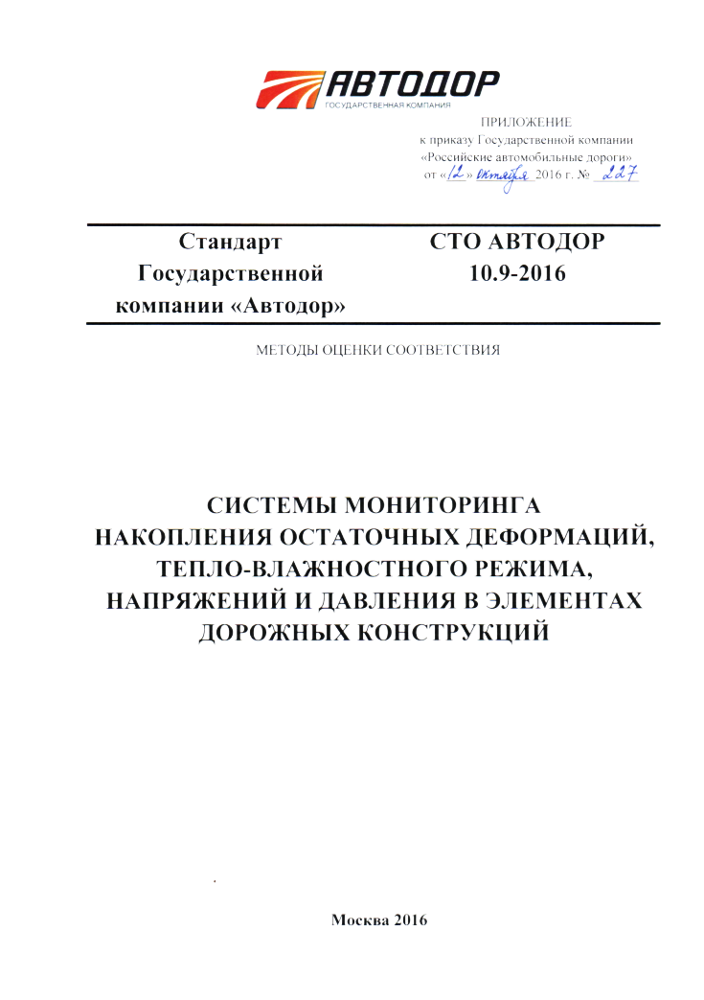 АВТОДОР
ГОСУДАРСТВЕННАЯ КОМПАНИЯ
ПРИЛОЖЕНИЕ
к приказу Государственной компании
«Российские автомобильные дороги»
от «12» октября 2016 г. № 227
Стандарт
Государственной
компании «Автодор»
СТО АВТОДОР
10.9-2016
МЕТОДЫ ОЦЕНКИ СООТВЕТСТВИЯ
СИСТЕМЫ МОНИТОРИНГА
НАКОПЛЕНИЯ ОСТАТОЧНЫХ ДЕФОРМАЦИЙ,
ТЕПЛО-ВЛАЖНОСТНОГО РЕЖИМА,
НАПРЯЖЕНИЙ И ДАВЛЕНИЯ В ЭЛЕМЕНТАХ
ДОРОЖНЫХ КОНСТРУКЦИЙ
Москва 2016